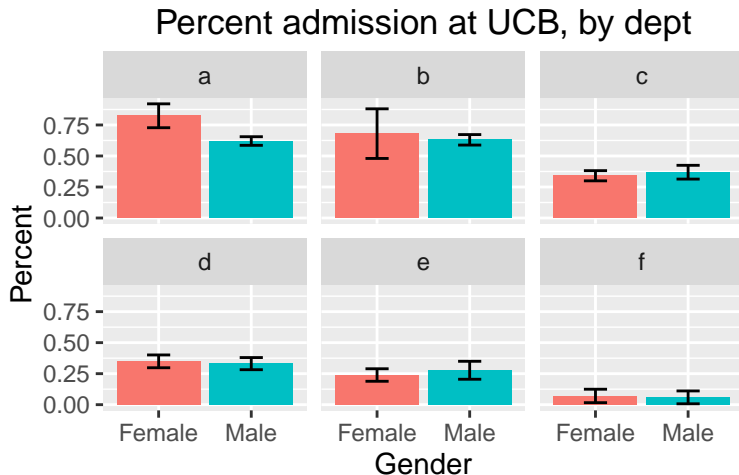 Percent admission at UCB, by dept
a b c
0.75
0.50
0.25
0.00
Percent
d e f
0.75
0.50
0.25
0.00
Female Male Female Male Female Male
Gender